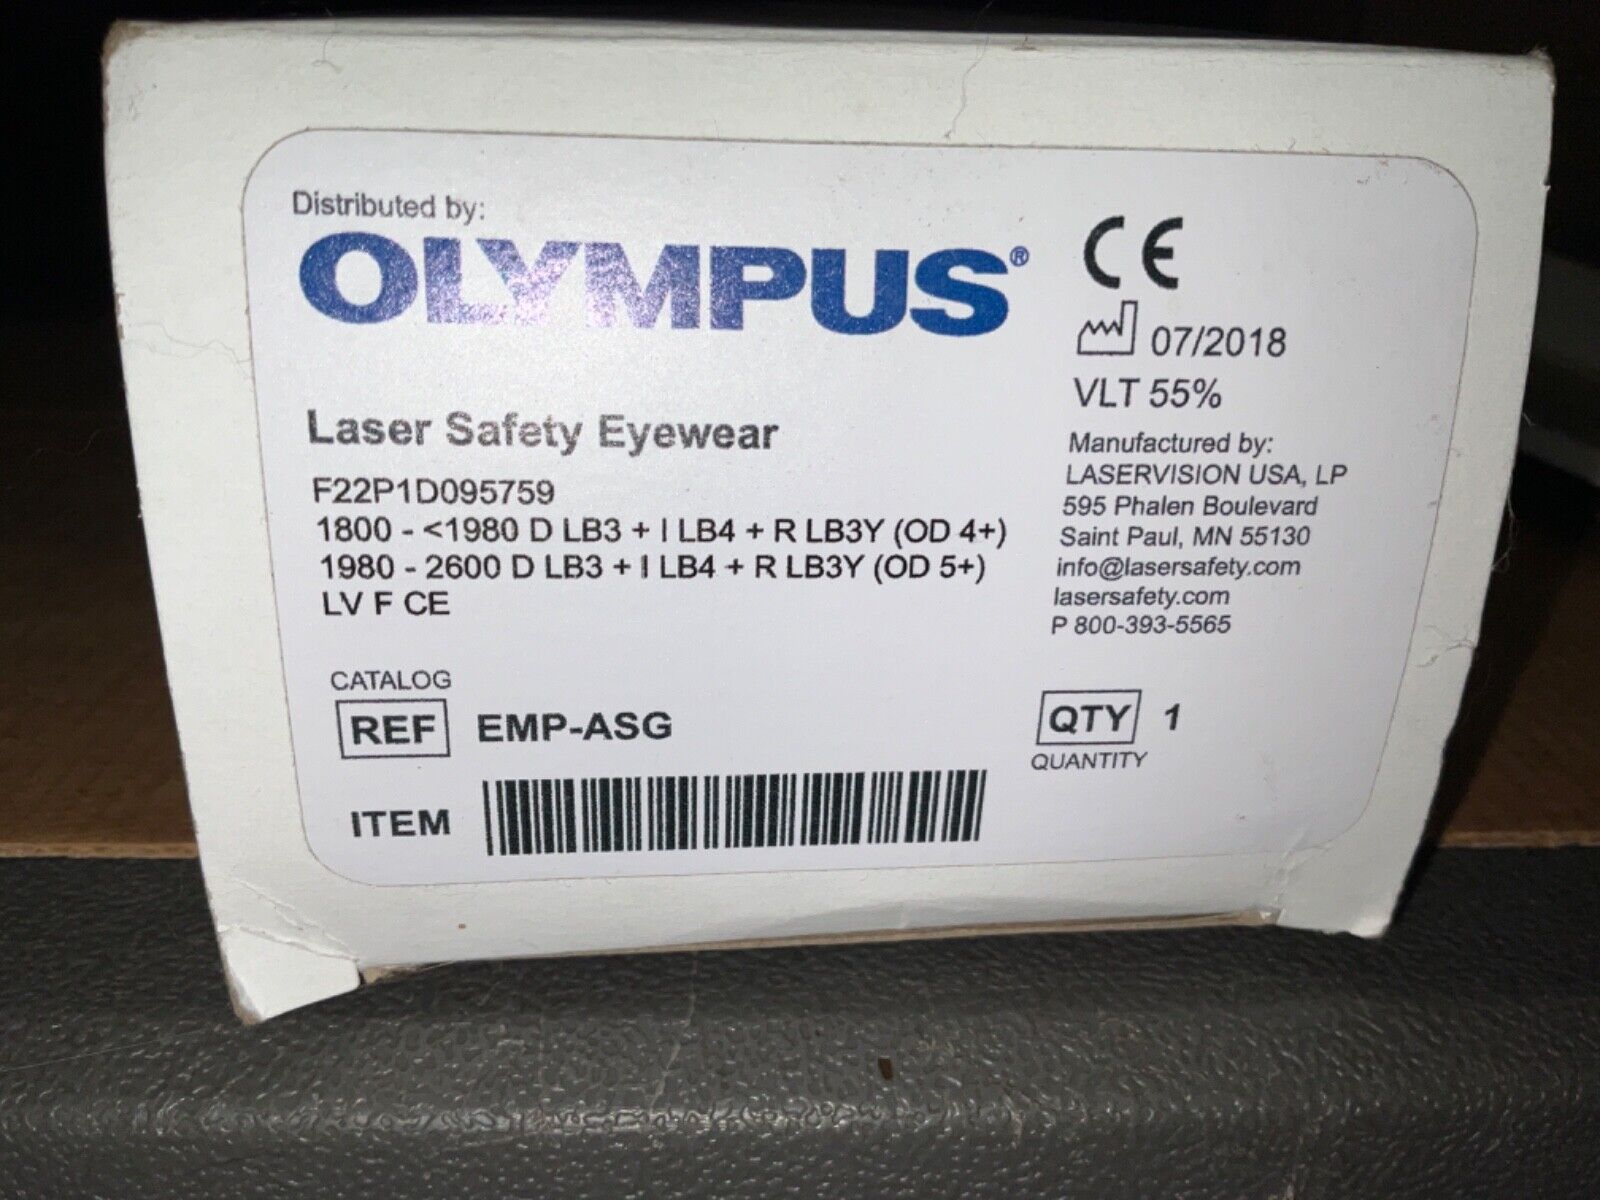 Distributed by:
OLYMPUS®
Laser Safety Eyewear
F22P1D095759
1800 - <1980 D LB3 + I LB4 + R LB3Y (OD 4+)
1980 - 2600 D LB3 + I LB4 + R LB3Y (OD 5+)
LV F CE
CATALOG
REF EMP-ASG
ITEM
CE
07/2018
VLT 55%
Manufactured by:
LASERVISION USA, LP
595 Phalen Boulevard
Saint Paul, MN 55130
info@lasersafety.com
lasersafety.com
P 800-393-5565
QTY 1
QUANTITY